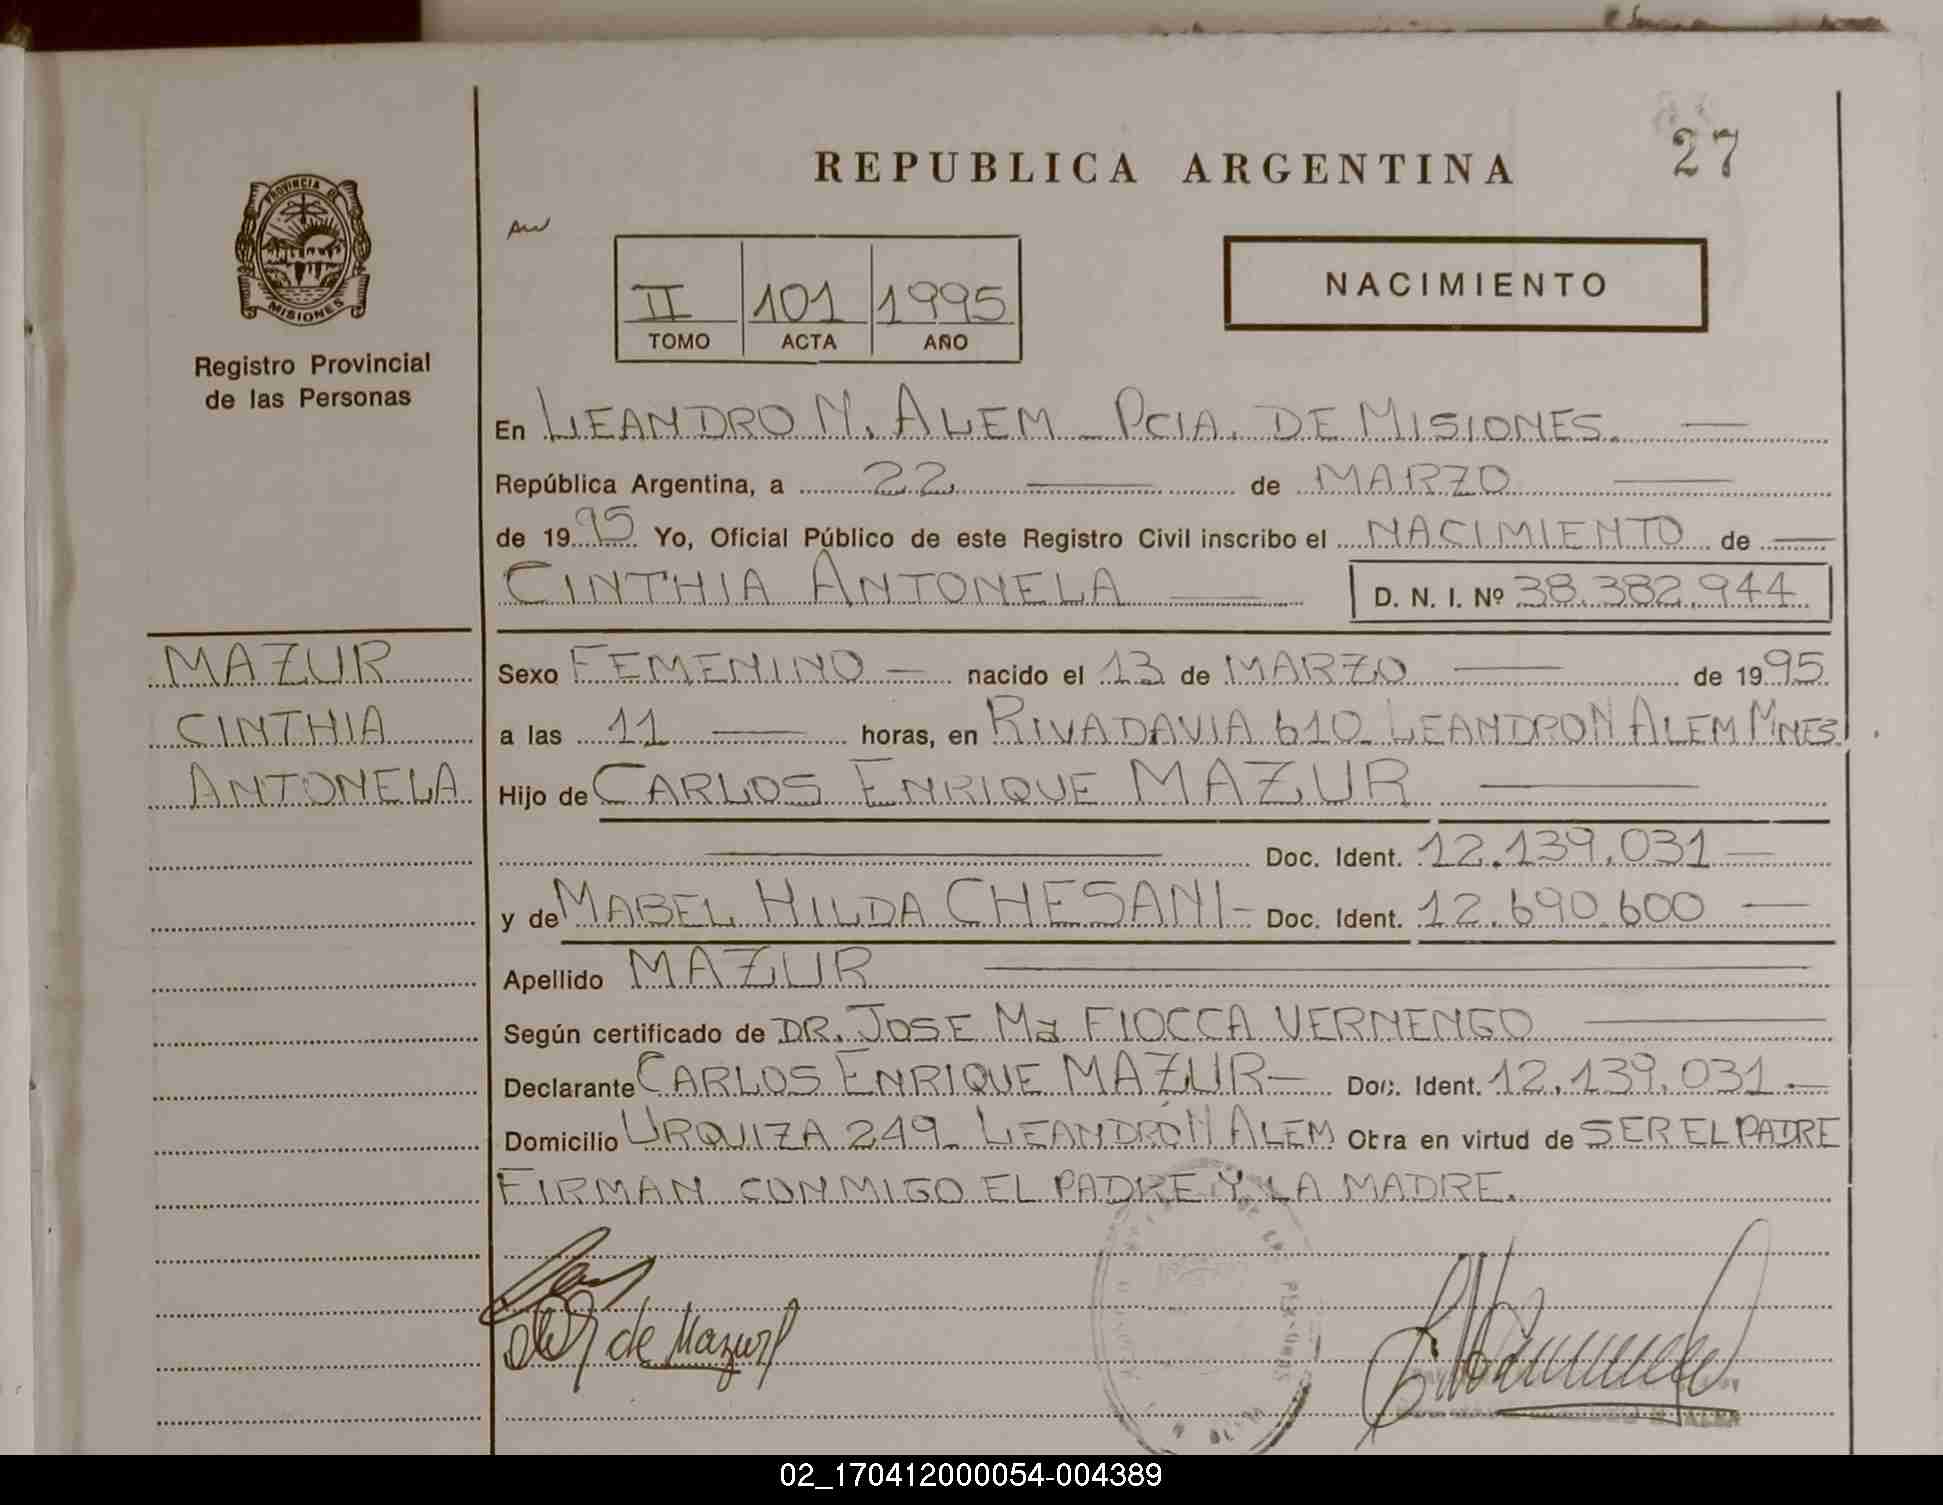 27
REPUBLICA ARGENTINA
PROVINCIA DE
MISIONES
Registro Provincial
de las Personas
II 101 1995
TOMO ACTA AÑO
NACIMIENTO
En LEANDRO N. ALEM - PCIA. DE MISIONES
República Argentina, a 22 de MARZO
de 1995 Yo, Oficial Público de este Registro Civil inscribo el NACIMIENTO de
CINTHIA ANTONELA D. N. I. Nº 38.382.944
MAZUR
CINTHIA
ANTONELA
Sexo FEMENINO nacido el 13 de MARZO de 1995
a las 11 horas, en RIVADAVIA 610 - LEANDRO N ALEM MNES.
Hijo de CARLOS ENRIQUE MAZUR
Doc. Ident. 12.139.031
y de MABEL HILDA CHESANI - Doc. Ident. 12.690.600
Apellido MAZUR
Según certificado de DR. JOSE Ma FIOCCA VERNENGO
Declarante CARLOS ENRIQUE MAZUR - Doc. Ident. 12.139.031
Domicilio URQUIZA 249 - LEANDRO N ALEM Obra en virtud de SER EL PADRE
FIRMAN CONMIGO EL PADRE Y LA MADRE.
de Mazur
02_170412000054-004389